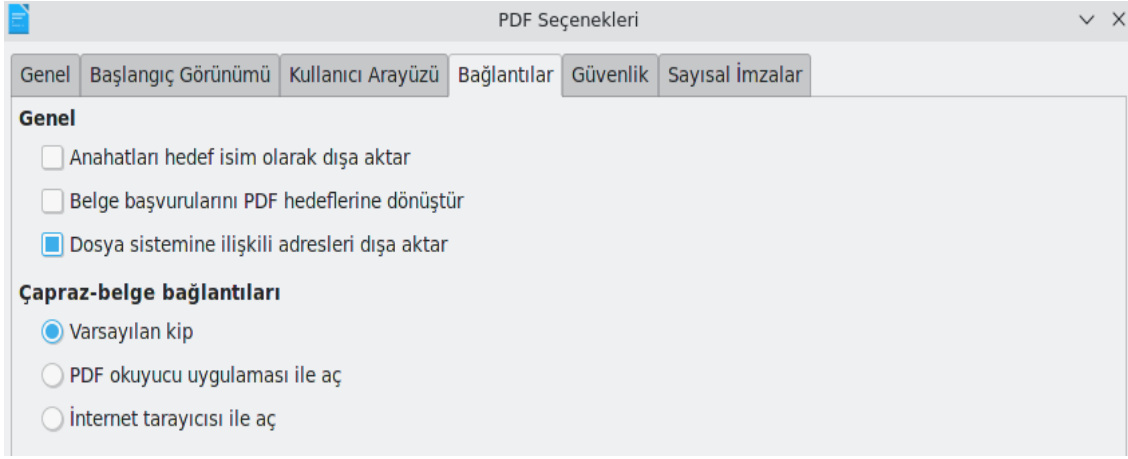 PDF Seçenekleri
Genel Başlangıç Görünümü Kullanıcı Arayüzü Bağlantılar Güvenlik Sayısal İmzalar
Genel
Anahatları hedef isim olarak dışa aktar
Belge başvurularını PDF hedeflerine dönüştür
Dosya sistemine ilişkili adresleri dışa aktar
Çapraz-belge bağlantıları
Varsayılan kip
PDF okuyucu uygulaması ile aç
İnternet tarayıcısı ile aç